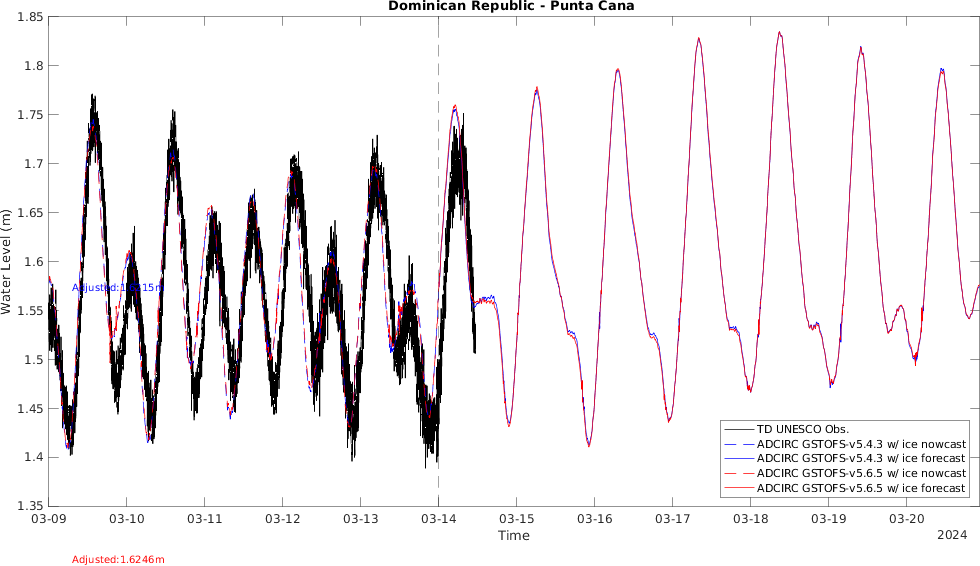 Dominican Republic - Punta Cana
1.85
1.8
1.75
1.7
1.65
1.6
1.55
1.5
1.45
1.4
1.35
Water Level (m)
03-09
03-10
03-11
03-12
03-13
03-14
03-15
03-16
03-17
03-18
03-19
03-20
Time
2024
TD UNESCO Obs.
ADCIRC GSTOFS-v5.4.3 w/ ice nowcast
ADCIRC GSTOFS-v5.4.3 w/ ice forecast
ADCIRC GSTOFS-v5.6.5 w/ ice nowcast
ADCIRC GSTOFS-v5.6.5 w/ ice forecast
Adjusted:1.6246m